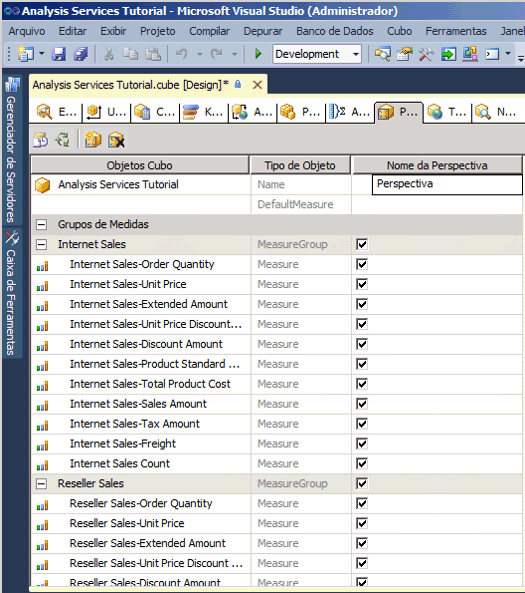 Analysis Services Tutorial - Microsoft Visual Studio (Administrador)
Arquivo Editar Exibir Projeto Compilar Depurar Banco de Dados Cubo Ferramentas Janel
Development
Analysis Services Tutorial.cube [Design]*
E... U... C... K... A... P... A... P... T... N...
Gerenciador de Servidores
Caixa de Ferramentas
Objetos Cubo Tipo de Objeto Nome da Perspectiva
Analysis Services Tutorial Name Perspectiva
DefaultMeasure
Grupos de Medidas
Internet Sales MeasureGroup
Internet Sales-Order Quantity Measure
Internet Sales-Unit Price Measure
Internet Sales-Extended Amount Measure
Internet Sales-Unit Price Discount... Measure
Internet Sales-Discount Amount Measure
Internet Sales-Product Standard ... Measure
Internet Sales-Total Product Cost Measure
Internet Sales-Sales Amount Measure
Internet Sales-Tax Amount Measure
Internet Sales-Freight Measure
Internet Sales Count Measure
Reseller Sales MeasureGroup
Reseller Sales-Order Quantity Measure
Reseller Sales-Unit Price Measure
Reseller Sales-Extended Amount Measure
Reseller Sales-Unit Price Discount ... Measure
Reseller Sales-Discount Amount Measure